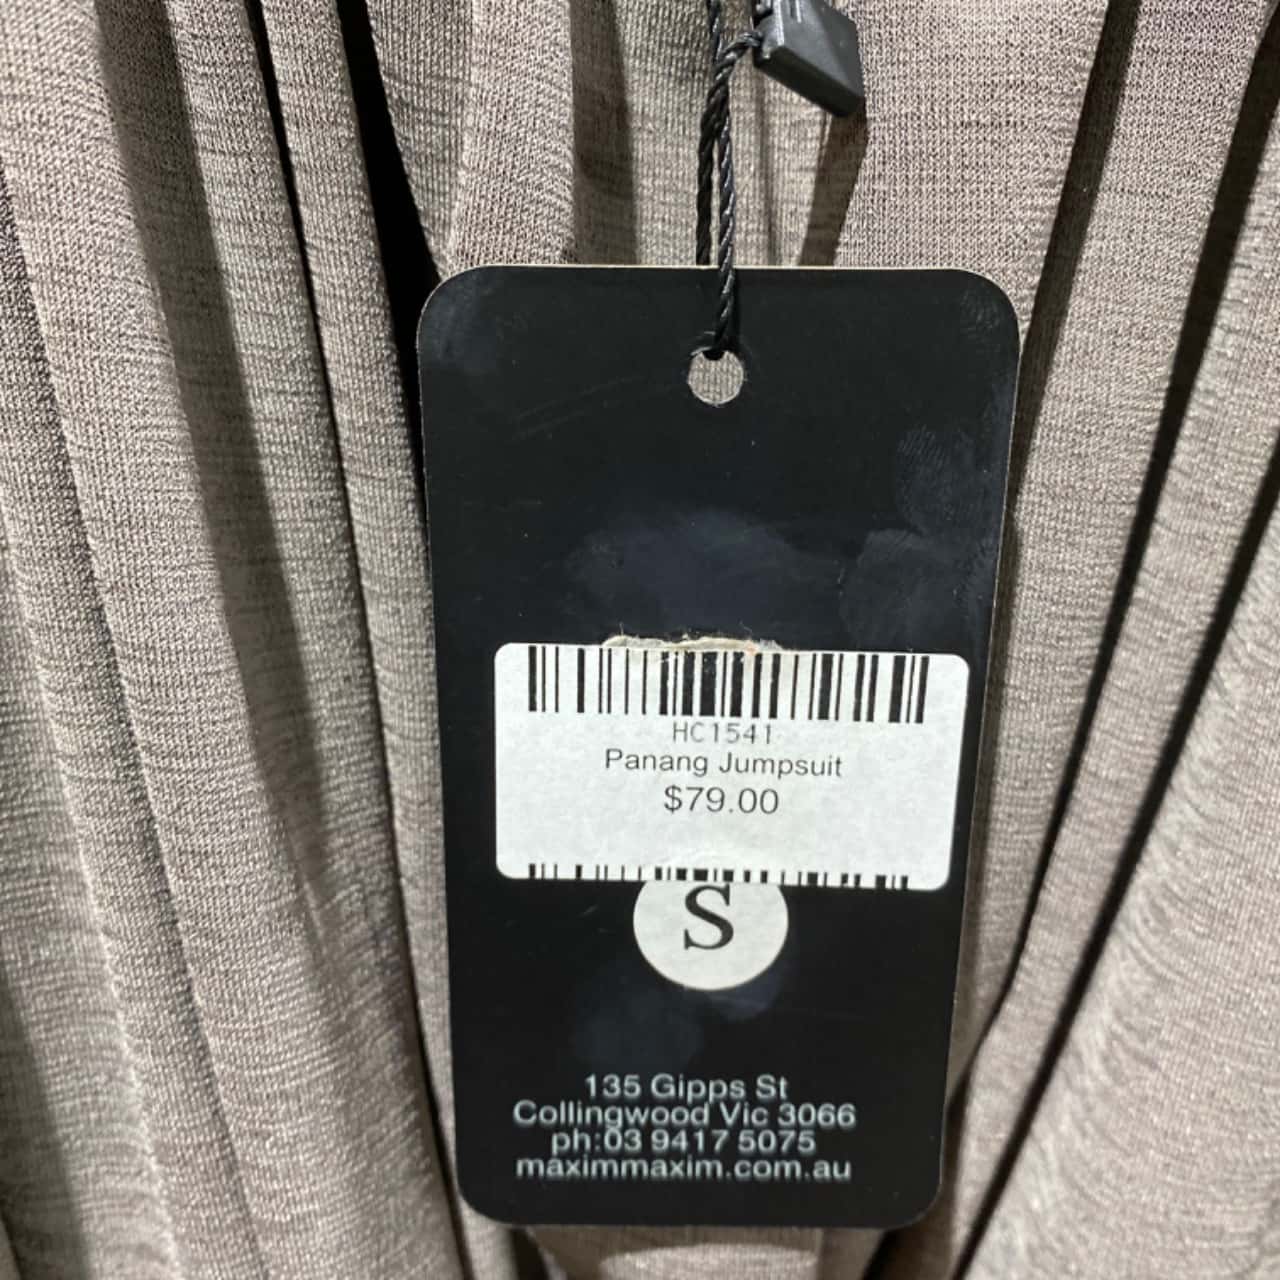 HC1541
Panang Jumpsuit
$79.00
S
135 Gipps St
Collingwood Vic 3066
ph:03 9417 5075
maximmaxim.com.au